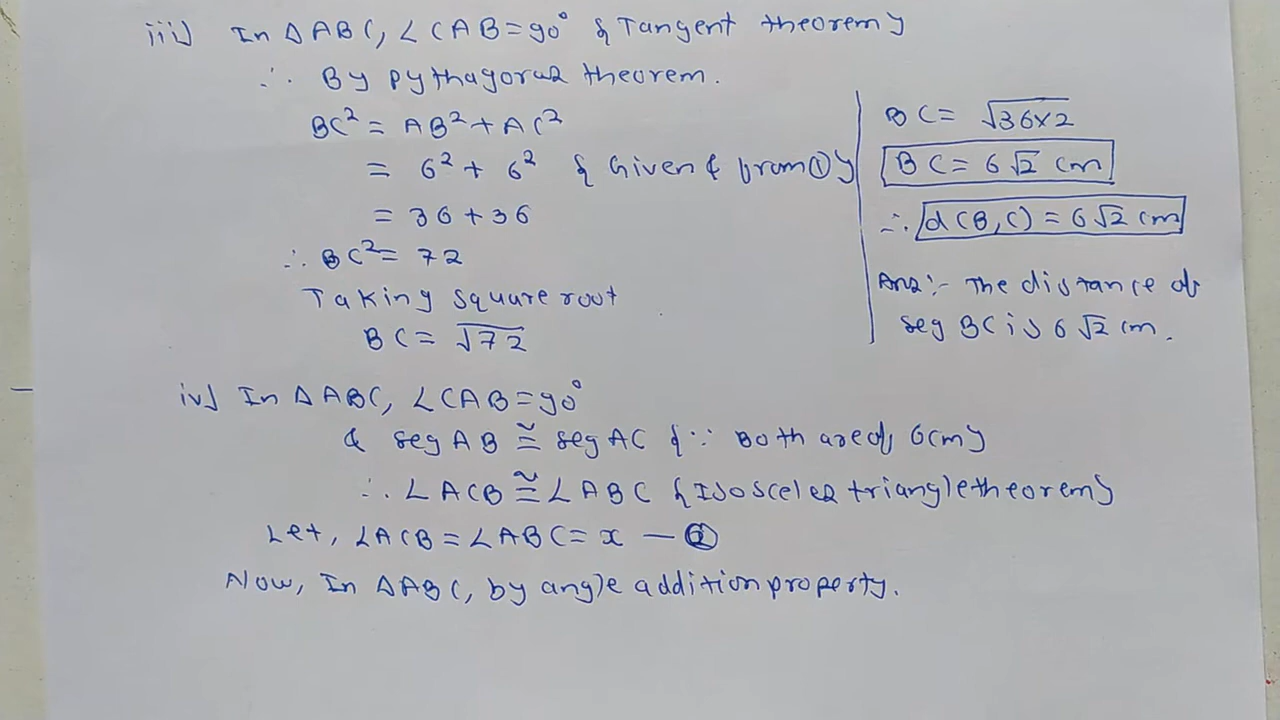 iii) In △ABC, ∠CAB=90° {Tangent theorem}
∴ By pythagoras theorem.
BC² = AB²+AC²
= 6² + 6² {Given & from①}
= 36 + 36
∴ BC² = 72
Taking square root
BC = √72
BC = √36×2
BC = 6√2 cm
∴ d(B,C) = 6√2 cm
Ans:- The distance of
seg BC is 6√2 cm.
iv) In △ABC, ∠CAB=90°
& seg AB ≅ seg AC {∵ Both are of 6cm}
∴ ∠ACB ≅ ∠ABC {Isosceles triangle theorem}
Let, ∠ACB = ∠ABC = x — ②
Now, In △ABC, by angle addition property.